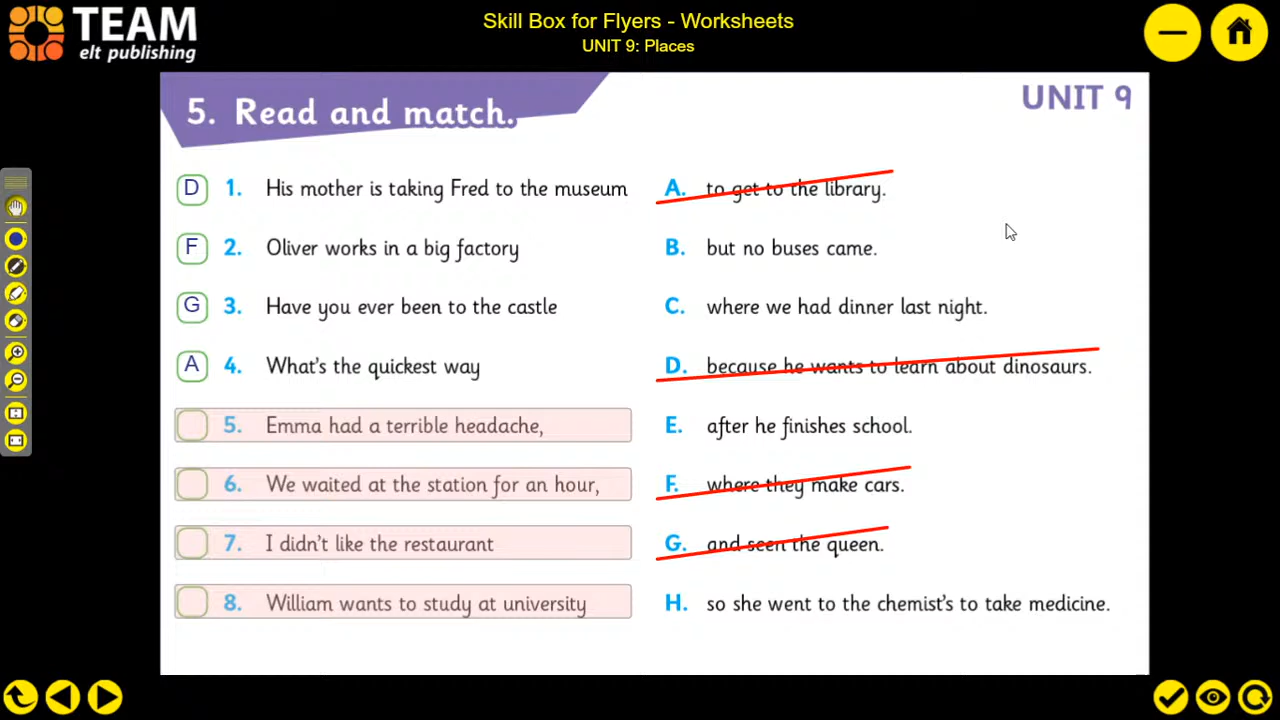 TEAM
elt publishing
Skill Box for Flyers - Worksheets
UNIT 9: Places
5. Read and match.
UNIT 9
D 1. His mother is taking Fred to the museum
A. to get to the library.
F 2. Oliver works in a big factory
B. but no buses came.
G 3. Have you ever been to the castle
C. where we had dinner last night.
A 4. What's the quickest way
D. because he wants to learn about dinosaurs.
5. Emma had a terrible headache,
E. after he finishes school.
6. We waited at the station for an hour,
F. where they make cars.
7. I didn't like the restaurant
G. and seen the queen.
8. William wants to study at university
H. so she went to the chemist's to take medicine.